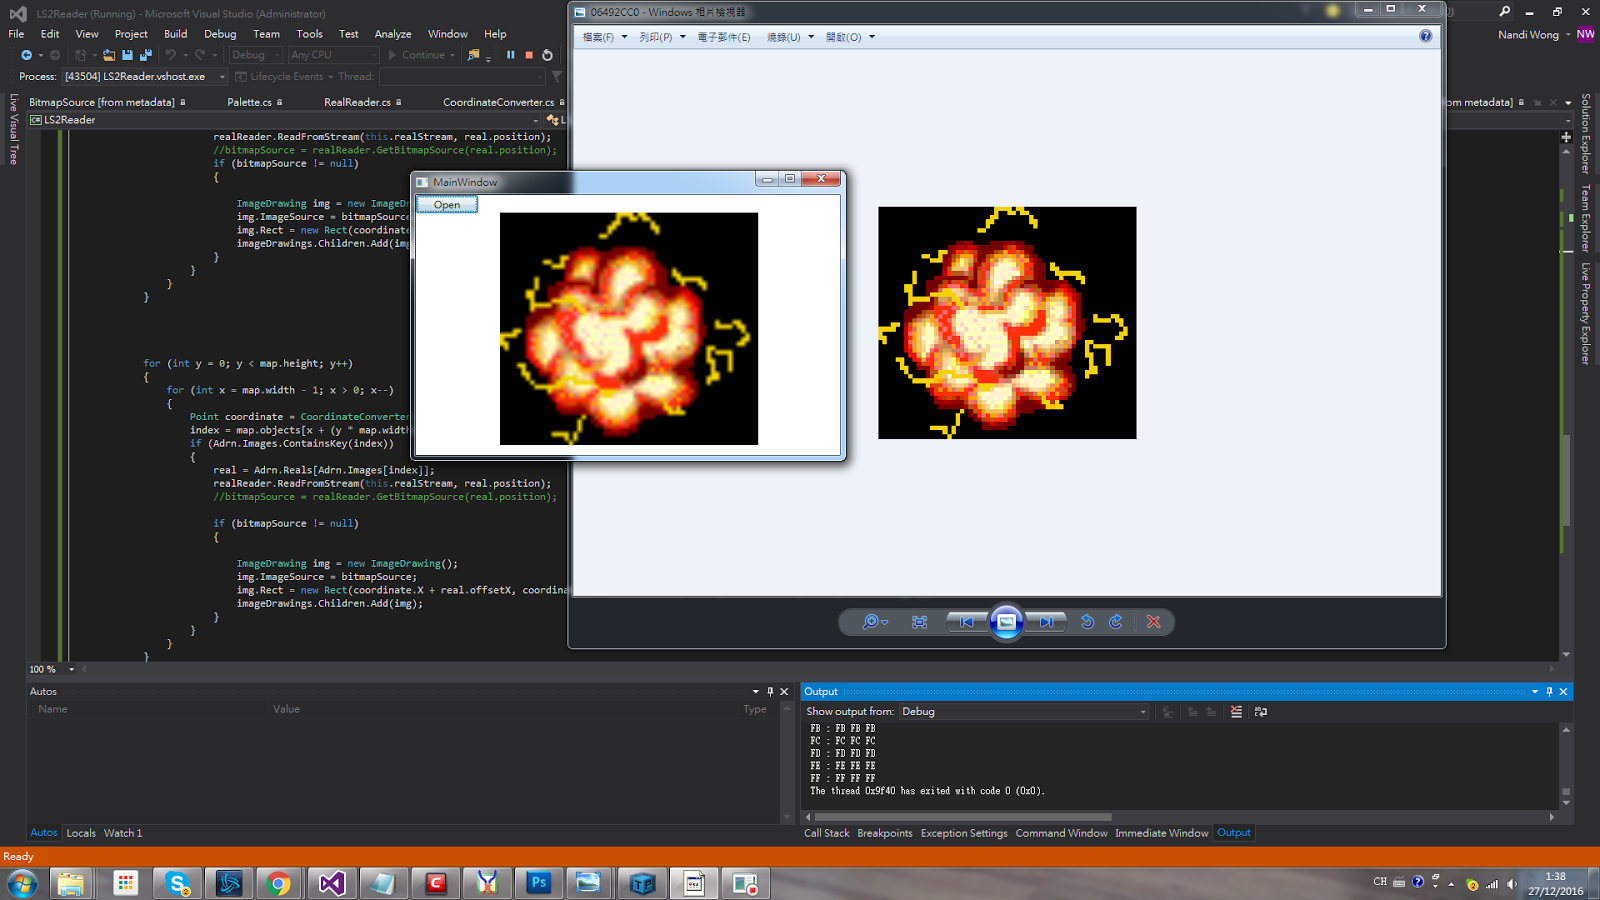 LS2Reader (Running) - Microsoft Visual Studio (Administrator)
File Edit View Project Build Debug Team Tools Test Analyze Window Help
Nandi Wong NW
Debug Any CPU Continue
Process: [43504] LS2Reader.vshost.exe Lifecycle Events Thread:
BitmapSource [from metadata] Palette.cs RealReader.cs CoordinateConverter.cs
om metadata]
LS2Reader
Live Visual Tree
realReader.ReadFromStream(this.realStream, real.position);
//bitmapSource = realReader.GetBitmapSource(real.position);
if (bitmapSource != null)
{
ImageDrawing img = new ImageD
img.ImageSource = bitmapSource
img.Rect = new Rect(coordinate
imageDrawings.Children.Add(img
}
}
}
}
for (int y = 0; y < map.height; y++)
{
for (int x = map.width - 1; x > 0; x--)
{
Point coordinate = CoordinateConverter
index = map.objects[x + (y * map.width
if (Adrn.Images.ContainsKey(index))
{
real = Adrn.Reals[Adrn.Images[index]];
realReader.ReadFromStream(this.realStream, real.position);
//bitmapSource = realReader.GetBitmapSource(real.position);
if (bitmapSource != null)
{
ImageDrawing img = new ImageDrawing();
img.ImageSource = bitmapSource;
img.Rect = new Rect(coordinate.X + real.offsetX, coordina
imageDrawings.Children.Add(img);
}
}
}
}
100 %
MainWindow
Open
06492CC0 - Windows 相片檢視器
檔案(F) 列印(P) 電子郵件(E) 燒錄(U) 開啟(O)
Solution Explorer
Team Explorer
Live Property Explorer
Autos
Name Value Type
Autos Locals Watch 1
Output
Show output from: Debug
FB : FB FB FB
FC : FC FC FC
FD : FD FD FD
FE : FE FE FE
FF : FF FF FF
The thread 0x9f40 has exited with code 0 (0x0).
Call Stack Breakpoints Exception Settings Command Window Immediate Window Output
Ready
CH
1:38
27/12/2016